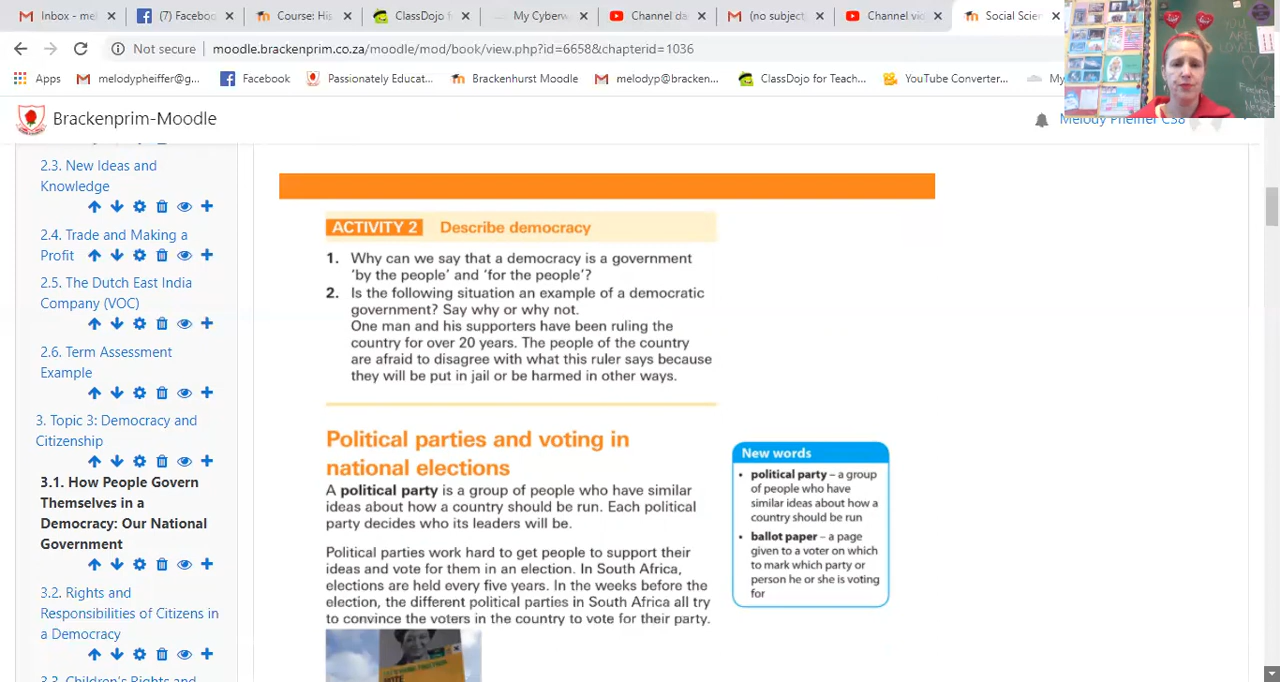 Inbox - mel
(7) Faceboo
Course: His
ClassDojo fo
My Cyberw
Channel da
(no subject
Channel vid
Social Scien
Not secure | moodle.brackenprim.co.za/moodle/mod/book/view.php?id=6658&chapterid=1036
Apps
melodypheiffer@g...
Facebook
Passionately Educat...
Brackenhurst Moodle
melodyp@bracken...
ClassDojo for Teach...
YouTube Converter...
My
YOU
ARE
LOVED
Brackenprim-Moodle
Melody Pheiffer C38
2.3. New Ideas and
Knowledge
2.4. Trade and Making a
Profit
2.5. The Dutch East India
Company (VOC)
2.6. Term Assessment
Example
3. Topic 3: Democracy and
Citizenship
3.1. How People Govern
Themselves in a
Democracy: Our National
Government
3.2. Rights and
Responsibilities of Citizens in
a Democracy
3.3. Children's Rights and
ACTIVITY 2 Describe democracy
1. Why can we say that a democracy is a government
'by the people' and 'for the people'?
2. Is the following situation an example of a democratic
government? Say why or why not.
One man and his supporters have been ruling the
country for over 20 years. The people of the country
are afraid to disagree with what this ruler says because
they will be put in jail or be harmed in other ways.
Political parties and voting in
national elections
A political party is a group of people who have similar
ideas about how a country should be run. Each political
party decides who its leaders will be.
Political parties work hard to get people to support their
ideas and vote for them in an election. In South Africa,
elections are held every five years. In the weeks before the
election, the different political parties in South Africa all try
to convince the voters in the country to vote for their party.
VOTE
New words
• political party – a group
of people who have
similar ideas about how a
country should be run
• ballot paper – a page
given to a voter on which
to mark which party or
person he or she is voting
for